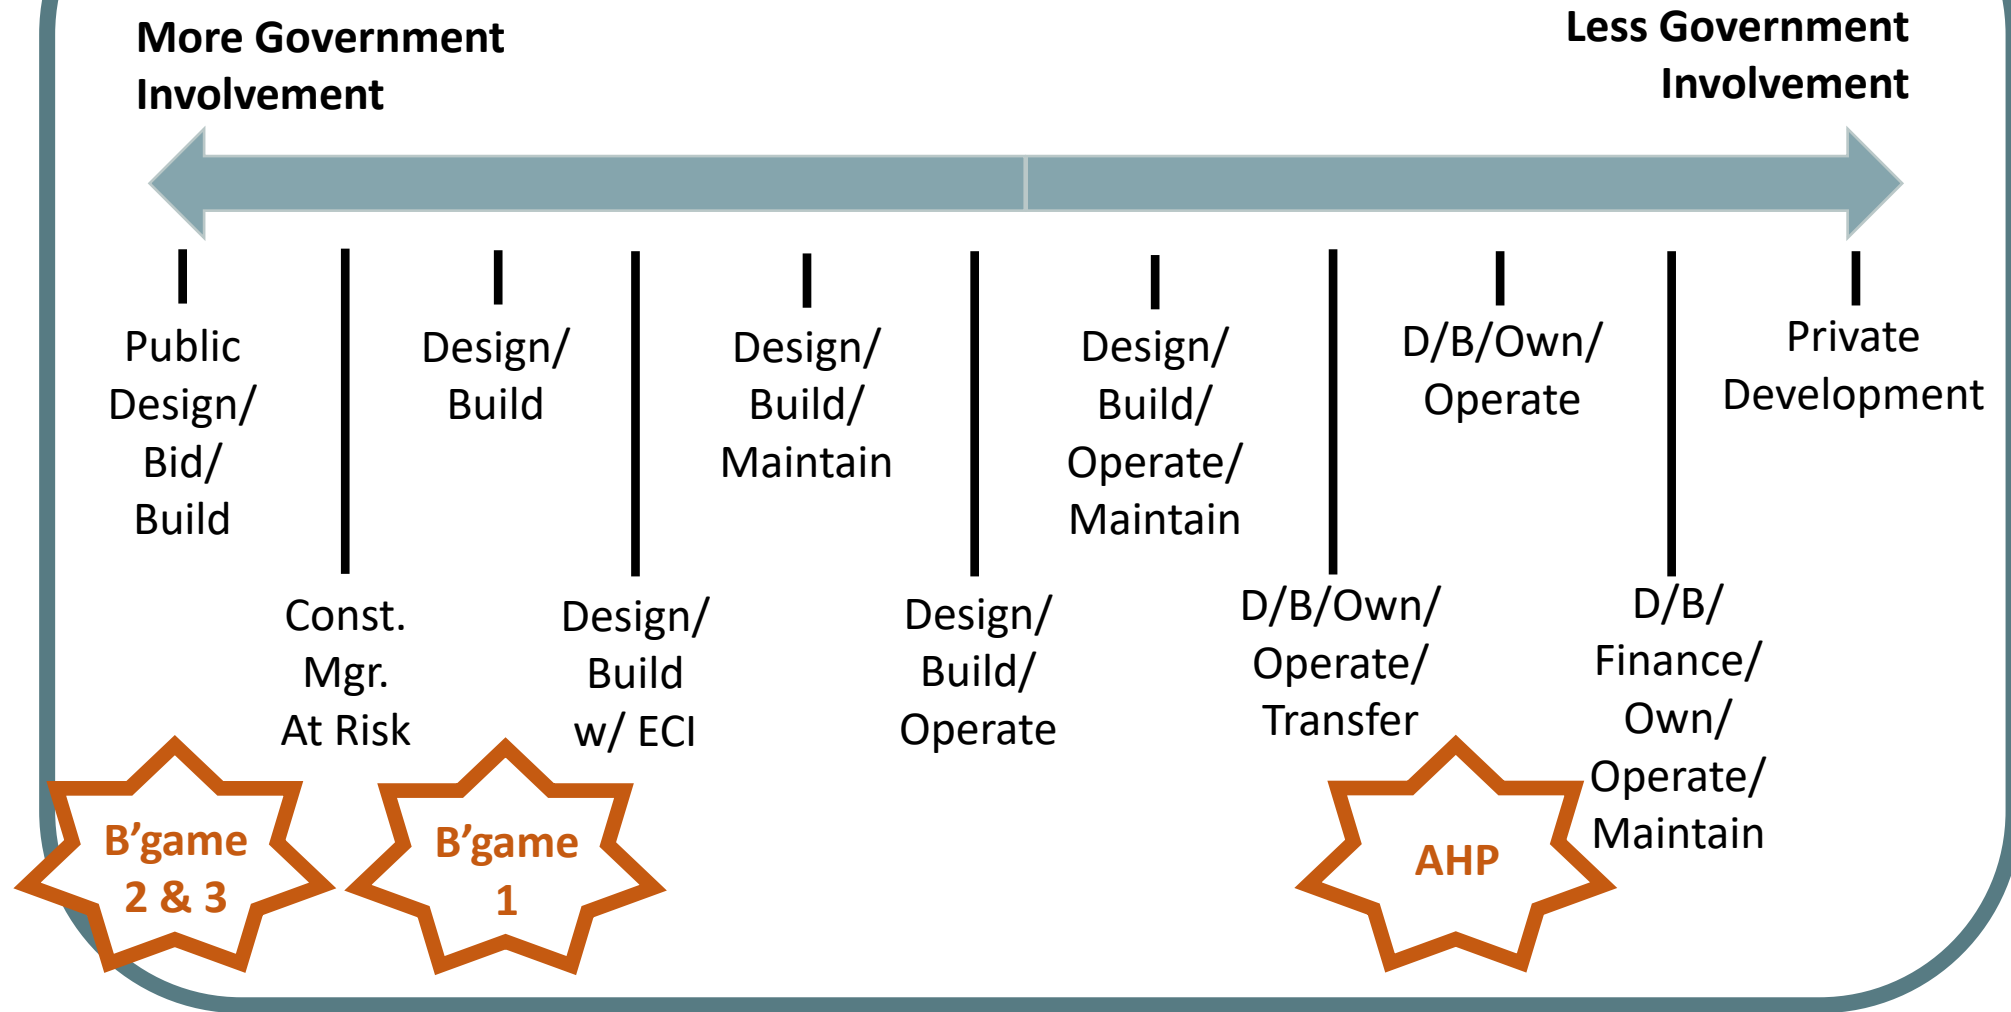 More Government
Involvement
Less Government
Involvement
Public
Design/
Bid/
Build
Const.
Mgr.
At Risk
Design/
Build
Design/
Build
w/ ECI
Design/
Build/
Maintain
Design/
Build/
Operate
Design/
Build/
Operate/
Maintain
D/B/Own/
Operate/
Transfer
D/B/Own/
Operate
D/B/
Finance/
Own/
Operate/
Maintain
Private
Development
B’game
2 & 3
B’game
1
AHP